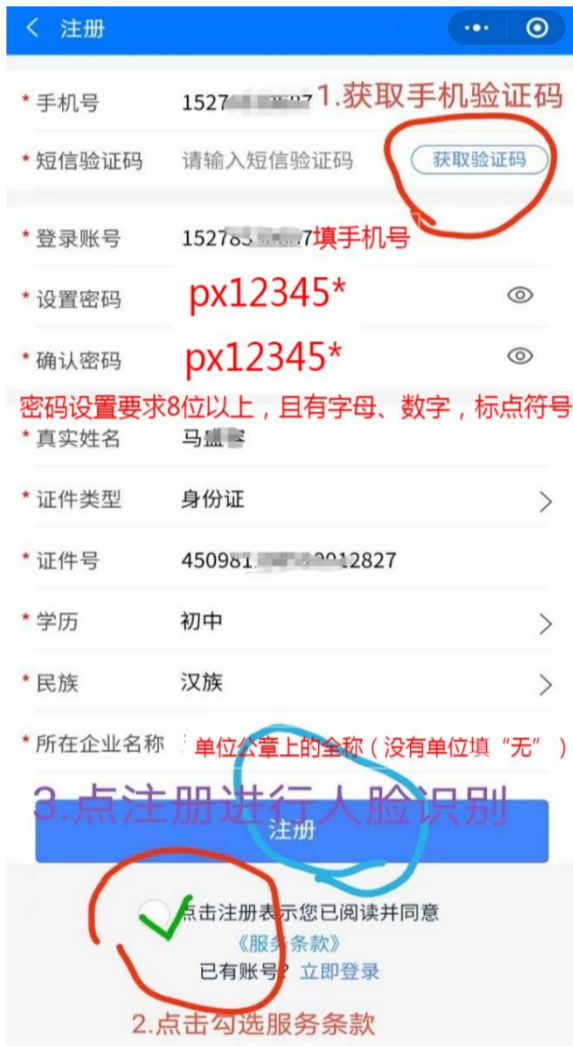 注册
* 手机号 1527 1.获取手机验证码
* 短信验证码 请输入短信验证码 获取验证码
* 登录账号 15278 7填手机号
* 设置密码 px12345*
* 确认密码 px12345*
密码设置要求8位以上，且有字母、数字，标点符号
* 真实姓名 马
* 证件类型 身份证
* 证件号 450981 12827
* 学历 初中
* 民族 汉族
* 所在企业名称 单位公章上的全称（没有单位填“无”）
3.点注册进行人脸识别
注册
点击注册表示您已阅读并同意
《服务条款》
已有账号？立即登录
2.点击勾选服务条款